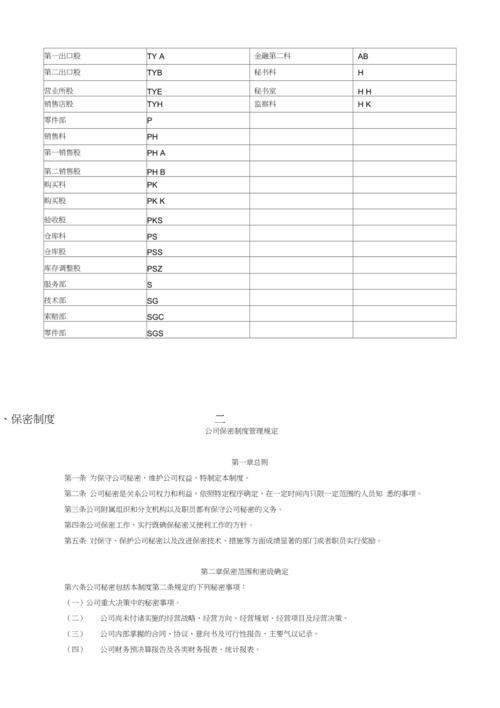 第一出口股 TY A 金融第二科 AB
第二出口股 TYB 秘书科 H
营业所股 TYE 秘书室 H H
销售店股 TYH 监察科 H K
零件部 P
销售科 PH
第一销售股 PH A
第二销售股 PH B
购买科 PK
购买股 PK K
验收股 PKS
仓库科 PS
仓库股 PSS
库存调整股 PSZ
服务部 S
技术部 SG
索赔部 SGC
零件部 SGS
、保密制度 二
公司保密制度管理规定
第一章总则
第一条 为保守公司秘密，维护公司权益，特制定本制度。
第二条 公司秘密是关系公司权力和利益，依照特定程序确定，在一定时间内只限一定范围的人员知 悉的事项。
第三条公司附属组织和分支机构以及职员都有保守公司秘密的义务。
第四条公司保密工作，实行既确保秘密又便利工作的方针。
第五条 对保守、保护公司秘密以及改进保密技术、措施等方面成绩显著的部门或者职员实行奖励。
第二章保密范围和密级确定
第六条公司秘密包括本制度第二条规定的下列秘密事项：
（一）公司重大决策中的秘密事项。
（二） 公司尚未付诸实施的经营战略、经营方向、经营规划、经营项目及经营决策。
（三） 公司内部掌握的合同、协议、意向书及可行性报告、主要气议记录。
（四） 公司财务预决算报告及各类财务报表、统计报表。